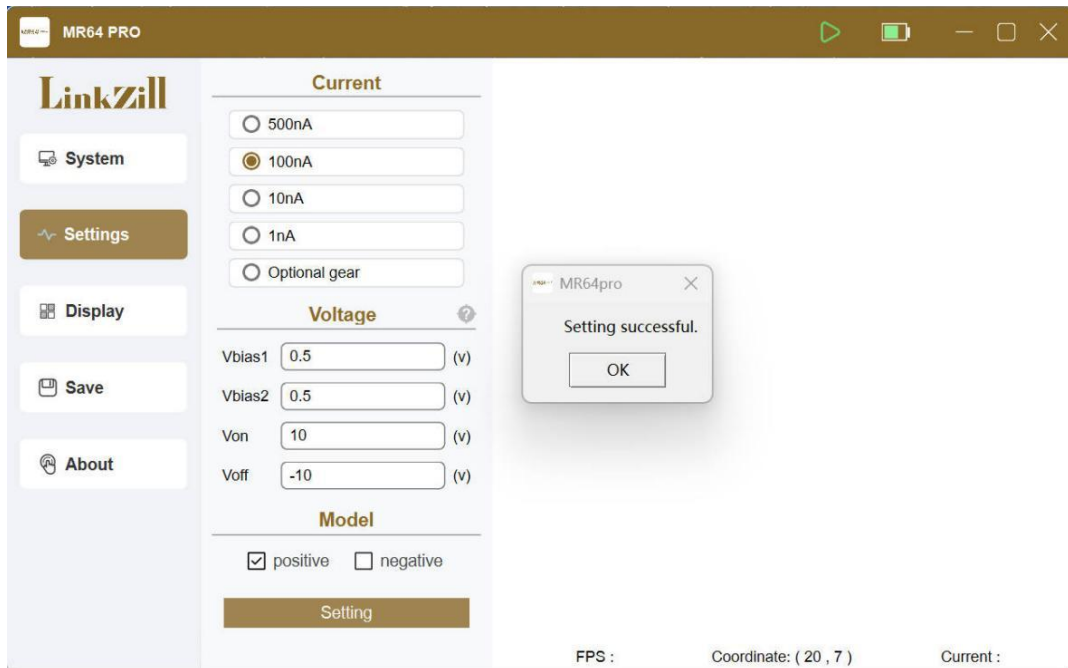 MR64 PRO
LinkZill
System
Settings
Display
Save
About
Current
500nA
100nA
10nA
1nA
Optional gear
Voltage
Vbias1 0.5 (v)
Vbias2 0.5 (v)
Von 10 (v)
Voff -10 (v)
Model
positive negative
Setting
MR64pro
Setting successful.
OK
FPS : Coordinate: ( 20 , 7 ) Current :